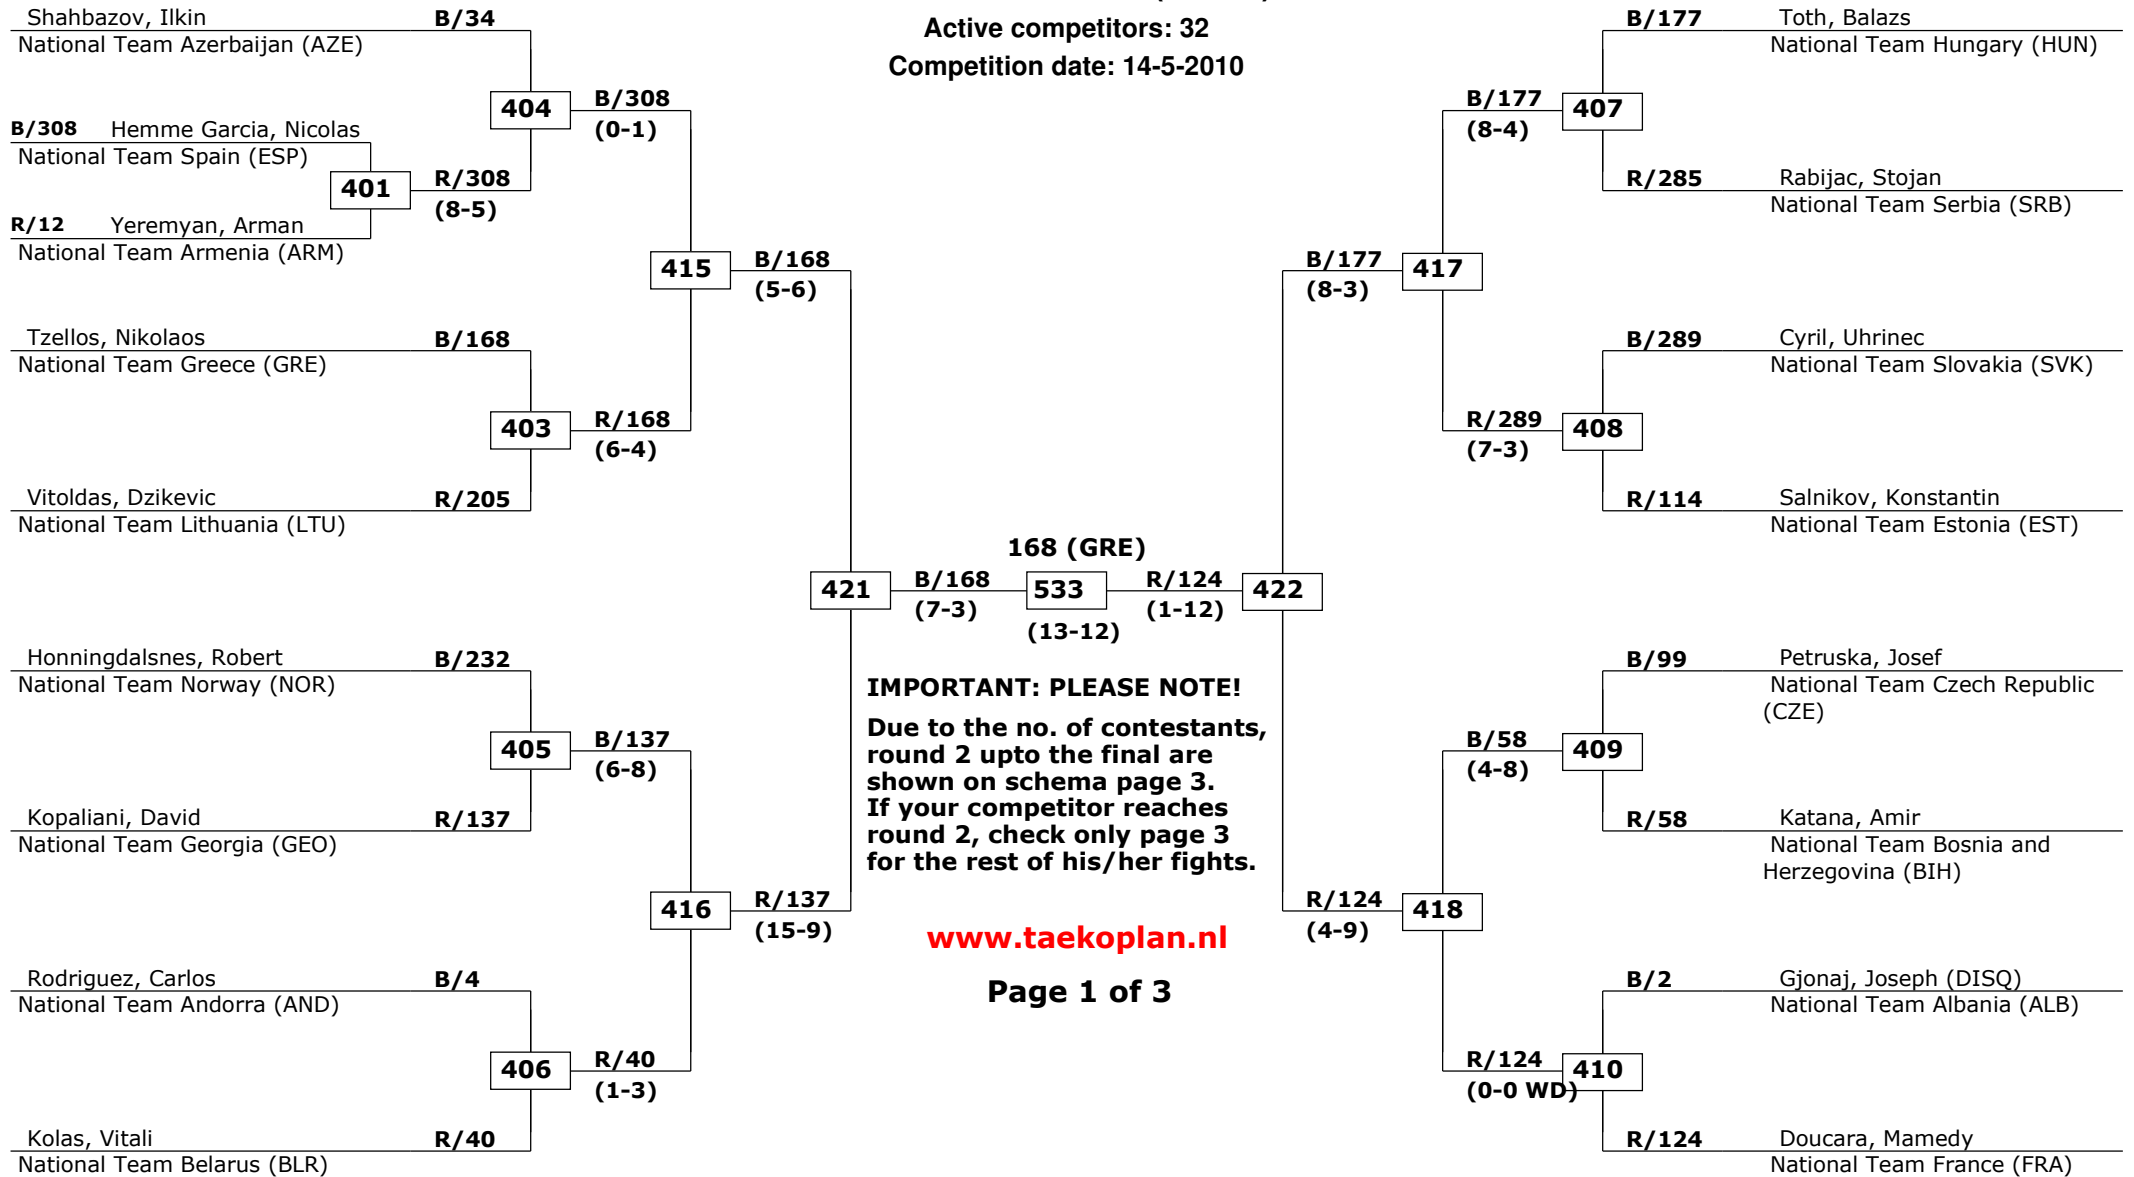 Active competitors: 32
Competition date: 14-5-2010
Shahbazov, Ilkin B/34
National Team Azerbaijan (AZE)
404
B/308
(0-1)
B/308 Hemme Garcia, Nicolas
National Team Spain (ESP)
401
R/308
(8-5)
R/12 Yeremyan, Arman
National Team Armenia (ARM)
415
B/168
(5-6)
Tzellos, Nikolaos B/168
National Team Greece (GRE)
403
R/168
(6-4)
Vitoldas, Dzikevic R/205
National Team Lithuania (LTU)
421
B/168
(7-3)
Honningdalsnes, Robert B/232
National Team Norway (NOR)
405
B/137
(6-8)
Kopaliani, David R/137
National Team Georgia (GEO)
416
R/137
(15-9)
Rodriguez, Carlos B/4
National Team Andorra (AND)
406
R/40
(1-3)
Kolas, Vitali R/40
National Team Belarus (BLR)
168 (GRE)
533
(13-12)
IMPORTANT: PLEASE NOTE!
Due to the no. of contestants,
round 2 upto the final are
shown on schema page 3.
If your competitor reaches
round 2, check only page 3
for the rest of his/her fights.
www.taekoplan.nl
Page 1 of 3
B/177 Toth, Balazs
National Team Hungary (HUN)
B/177
(8-4)
407
R/285 Rabijac, Stojan
National Team Serbia (SRB)
B/177
(8-3)
417
B/289 Cyril, Uhrinec
National Team Slovakia (SVK)
R/289
(7-3)
408
R/114 Salnikov, Konstantin
National Team Estonia (EST)
R/124
(1-12)
422
B/99 Petruska, Josef
National Team Czech Republic
(CZE)
B/58
(4-8)
409
R/58 Katana, Amir
National Team Bosnia and
Herzegovina (BIH)
R/124
(4-9)
418
B/2 Gjonaj, Joseph (DISQ)
National Team Albania (ALB)
R/124
(0-0 WD)
410
R/124 Doucara, Mamedy
National Team France (FRA)